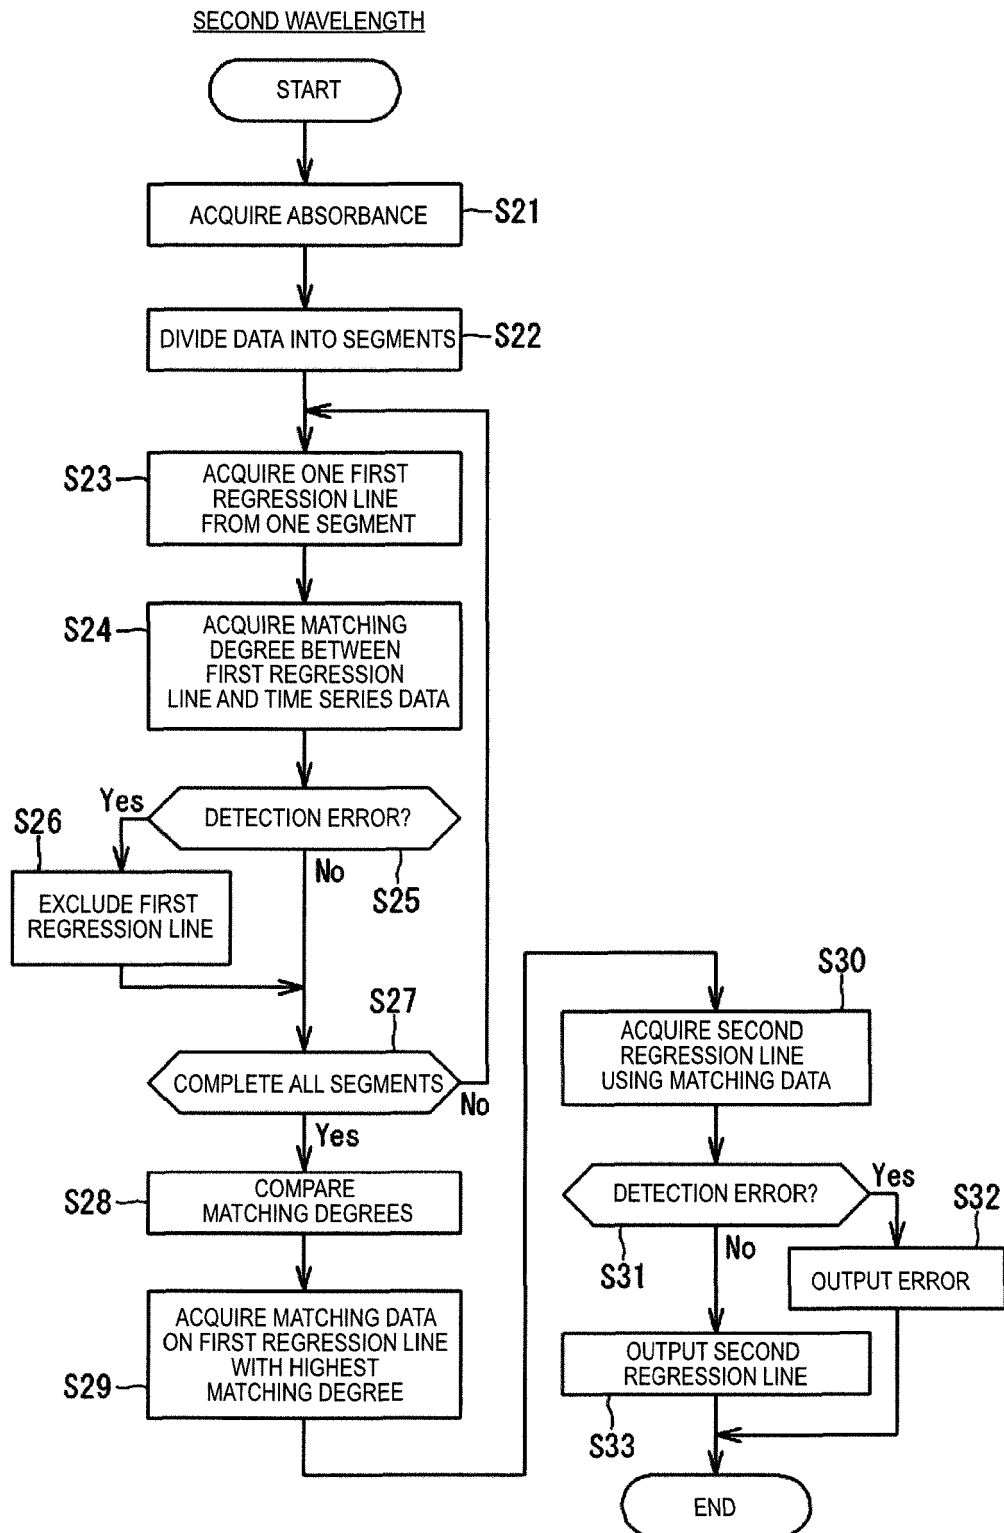 SECOND WAVELENGTH
START
ACQUIRE ABSORBANCE
S21
DIVIDE DATA INTO SEGMENTS
S22
S23
ACQUIRE ONE FIRST
REGRESSION LINE
FROM ONE SEGMENT
S24
ACQUIRE MATCHING
DEGREE BETWEEN
FIRST REGRESSION
LINE AND TIME SERIES DATA
Yes
DETECTION ERROR?
S25
No
S26
EXCLUDE FIRST
REGRESSION LINE
S27
COMPLETE ALL SEGMENTS
No
Yes
S28
COMPARE
MATCHING DEGREES
S29
ACQUIRE MATCHING DATA
ON FIRST REGRESSION LINE
WITH HIGHEST
MATCHING DEGREE
S30
ACQUIRE SECOND
REGRESSION LINE
USING MATCHING DATA
DETECTION ERROR?
Yes
S31
No
S32
OUTPUT ERROR
OUTPUT SECOND
REGRESSION LINE
S33
END